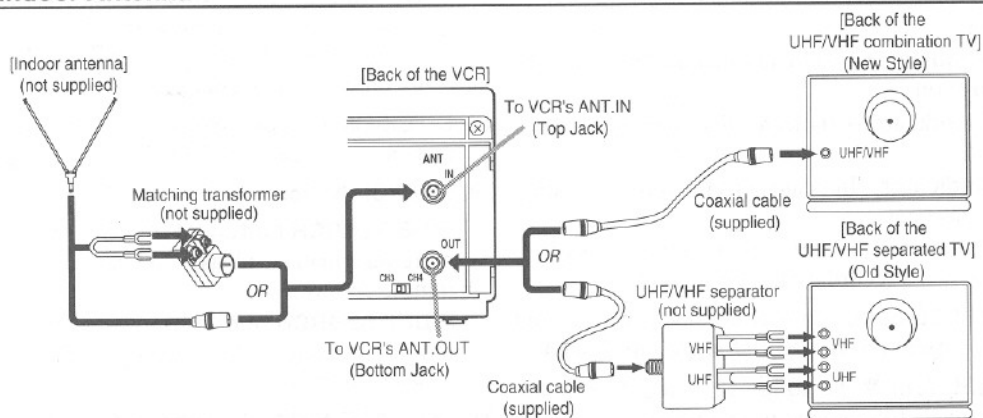 [Indoor antenna]
(not supplied)
Matching transformer
(not supplied)
OR
[Back of the VCR]
To VCR's ANT.IN
(Top Jack)
ANT
IN
OUT
CH3 CH4
To VCR's ANT.OUT
(Bottom Jack)
OR
[Back of the
UHF/VHF combination TV]
(New Style)
UHF/VHF
Coaxial cable
(supplied)
[Back of the
UHF/VHF separated TV]
(Old Style)
UHF/VHF separator
(not supplied)
VHF
UHF
VHF
UHF
Coaxial cable
(supplied)